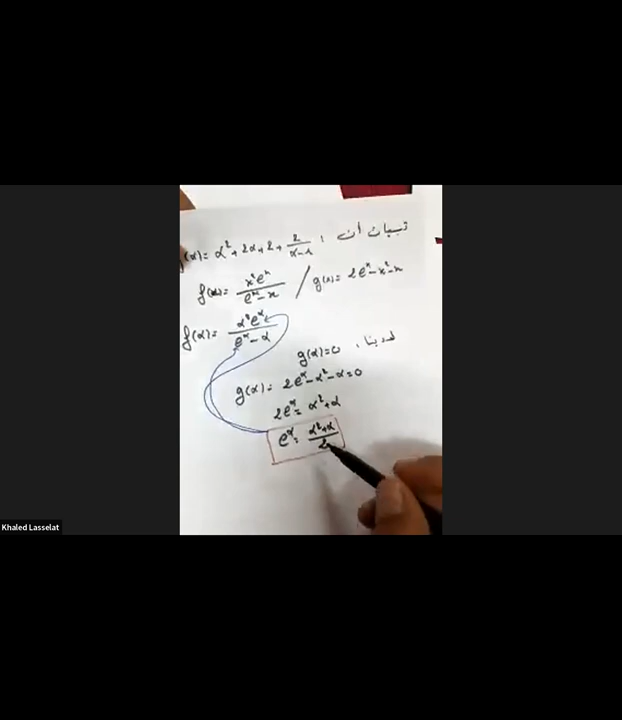 تبيان أن : f(α)= α²+2α+2+ 2/(α-1)
f(x)= x²eˣ/(eˣ-x) / g(x)= 2eˣ-x²-x
f(α)= α²e^α/(e^α-α)
لدينا : g(α)=0
g(α)= 2e^α-α²-α=0
2e^α= α²+α
e^α= (α²+α)/2
Khaled Lasselat